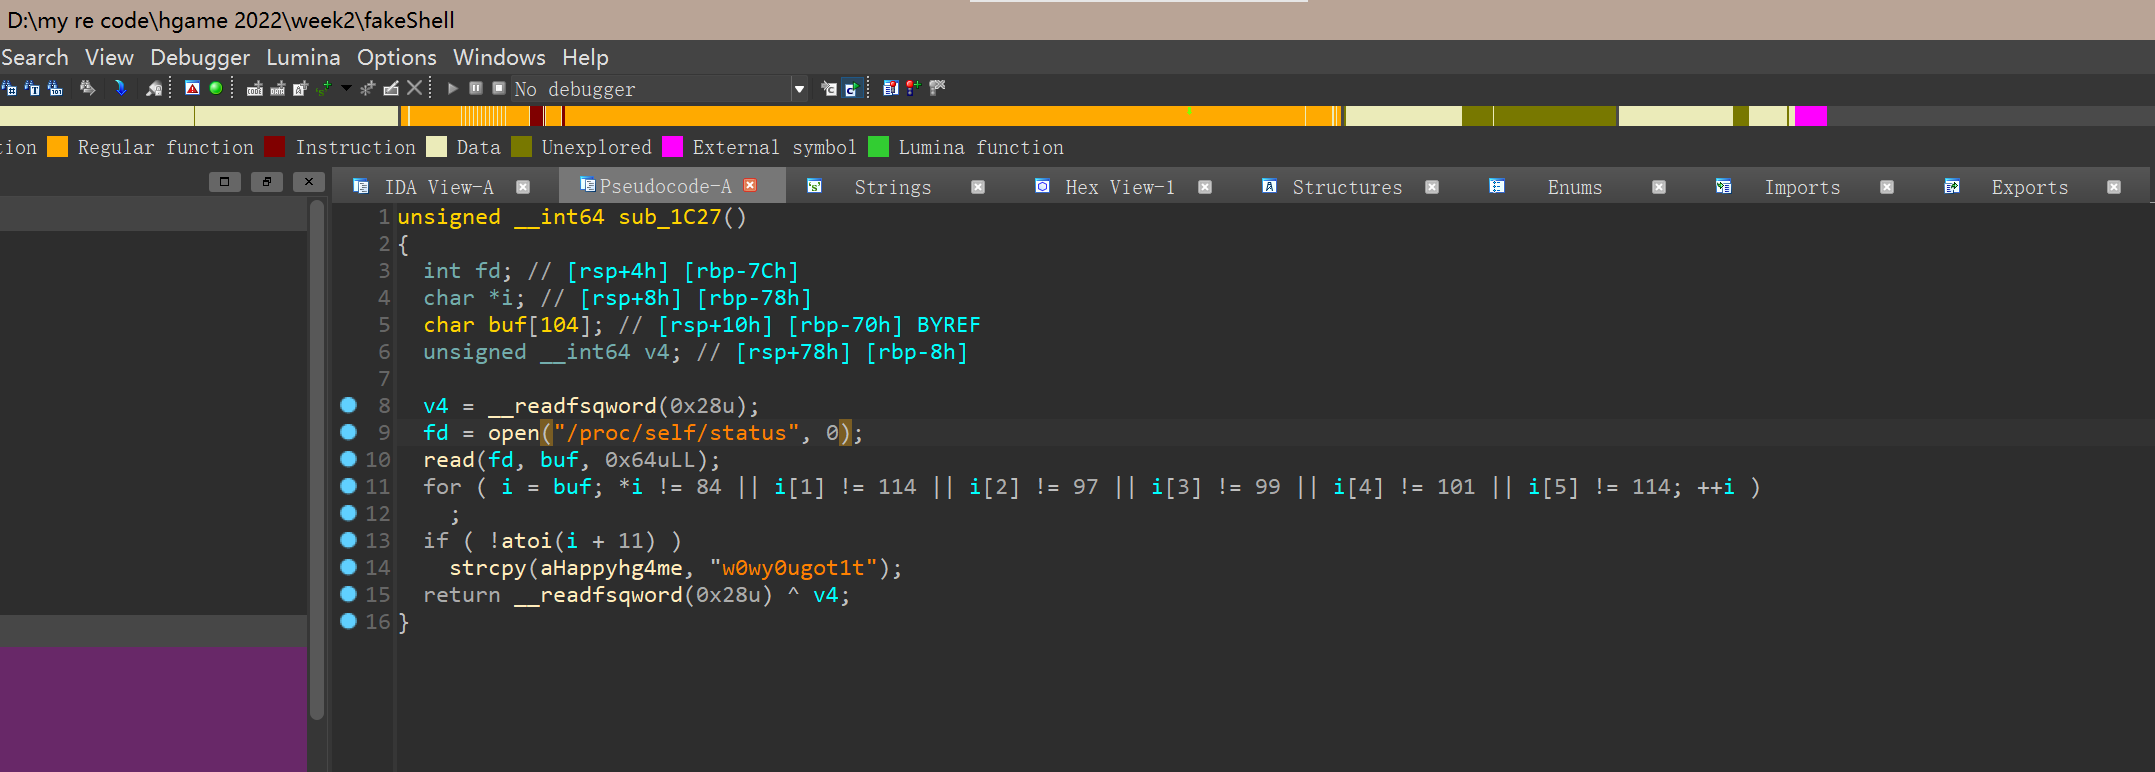 D:\my re code\hgame 2022\week2\fakeShell
Search View Debugger Lumina Options Windows Help
No debugger
tion Regular function Instruction Data Unexplored External symbol Lumina function
IDA View-A Pseudocode-A Strings Hex View-1 Structures Enums Imports Exports
1 unsigned __int64 sub_1C27()
2 {
3 int fd; // [rsp+4h] [rbp-7Ch]
4 char *i; // [rsp+8h] [rbp-78h]
5 char buf[104]; // [rsp+10h] [rbp-70h] BYREF
6 unsigned __int64 v4; // [rsp+78h] [rbp-8h]
7
8 v4 = __readfsqword(0x28u);
9 fd = open("/proc/self/status", 0);
10 read(fd, buf, 0x64uLL);
11 for ( i = buf; *i != 84 || i[1] != 114 || i[2] != 97 || i[3] != 99 || i[4] != 101 || i[5] != 114; ++i )
12 ;
13 if ( !atoi(i + 11) )
14 strcpy(aHappyhg4me, "w0wy0ugot1t");
15 return __readfsqword(0x28u) ^ v4;
16 }